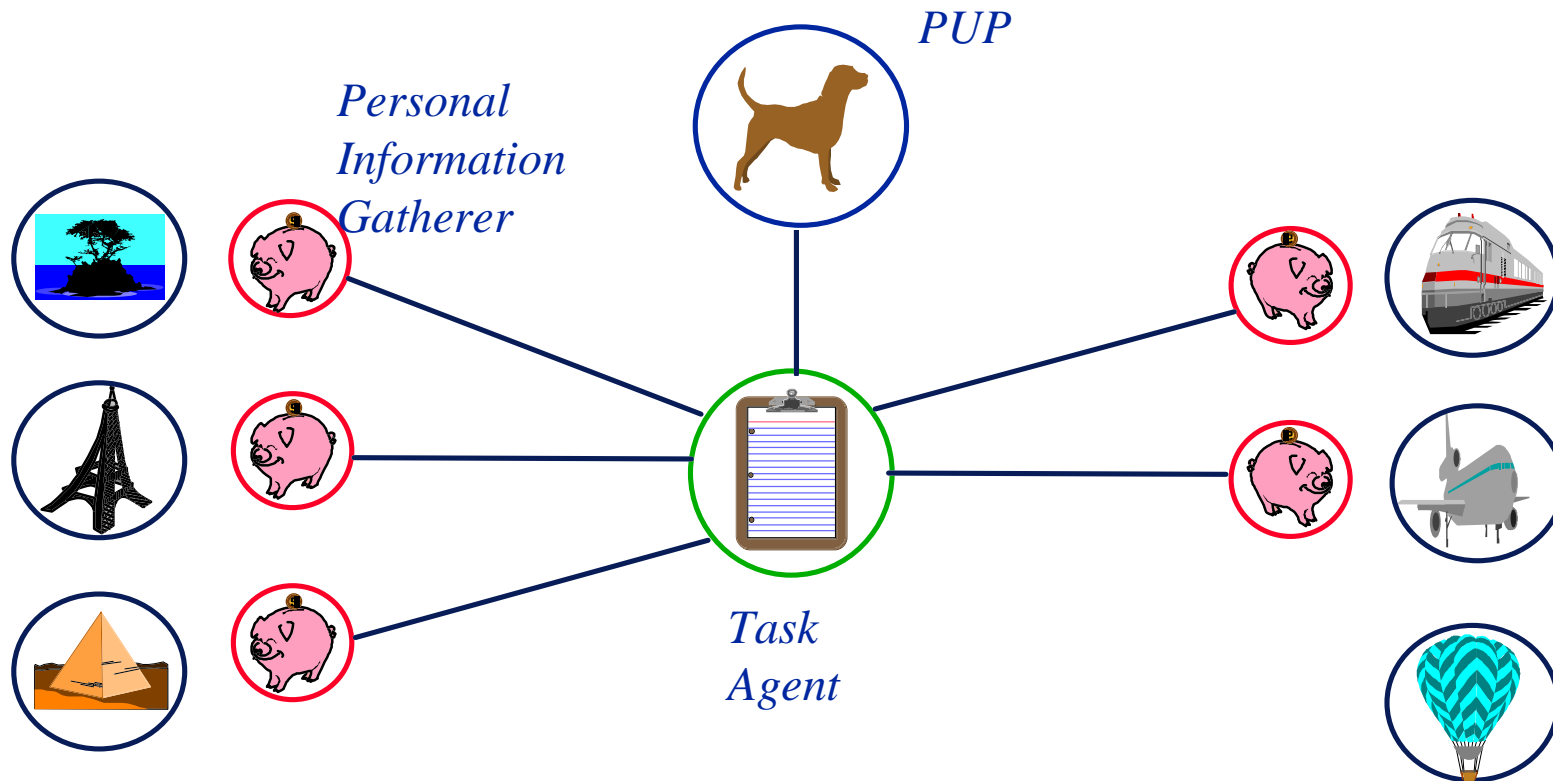 PUP
Personal
Information
Gatherer
Task
Agent